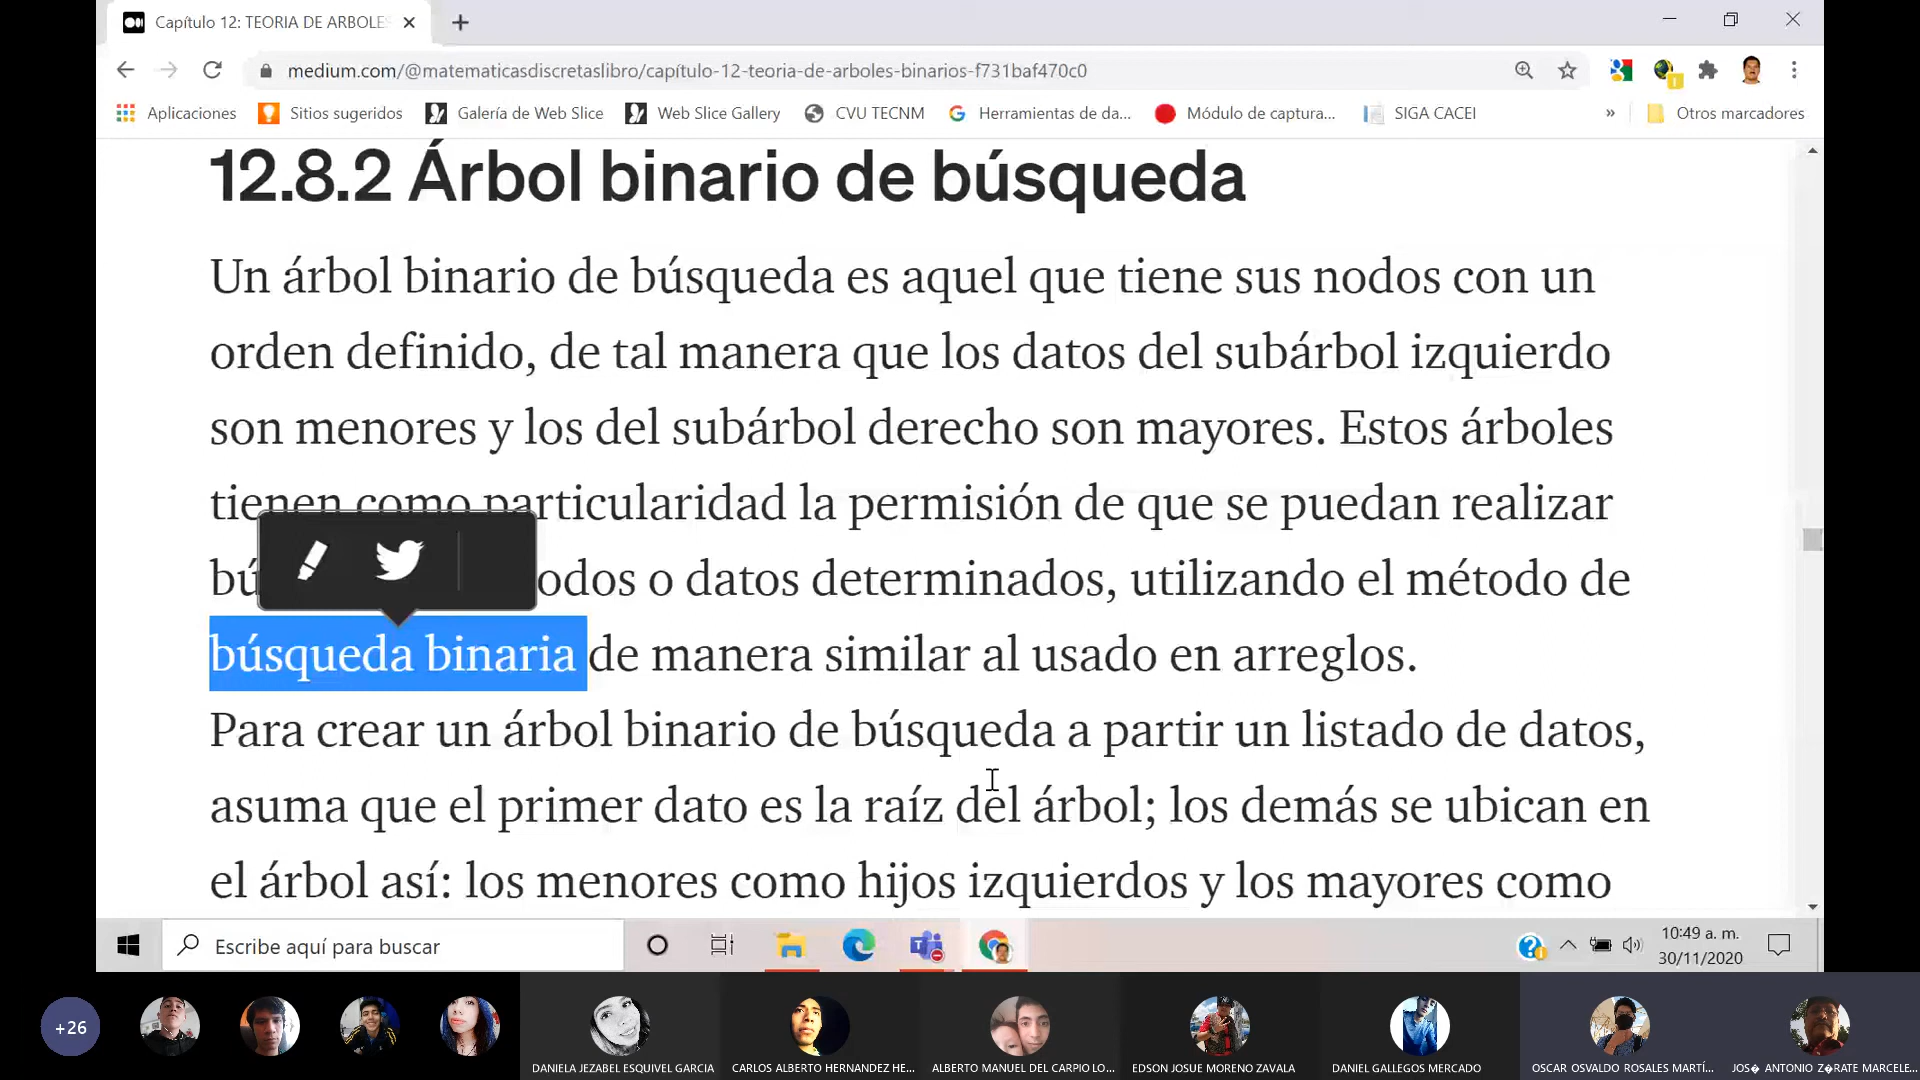 Capítulo 12: TEORIA DE ARBOLES
medium.com/@matematicasdiscretaslibro/capítulo-12-teoria-de-arboles-binarios-f731baf470c0
Aplicaciones Sitios sugeridos Galería de Web Slice Web Slice Gallery CVU TECNM Herramientas de da... Módulo de captura... SIGA CACEI » Otros marcadores
12.8.2 Árbol binario de búsqueda
Un árbol binario de búsqueda es aquel que tiene sus nodos con un
orden definido, de tal manera que los datos del subárbol izquierdo
son menores y los del subárbol derecho son mayores. Estos árboles
tienen como particularidad la permisión de que se puedan realizar
bú odos o datos determinados, utilizando el método de
búsqueda binaria de manera similar al usado en arreglos.
Para crear un árbol binario de búsqueda a partir un listado de datos,
asuma que el primer dato es la raíz del árbol; los demás se ubican en
el árbol así: los menores como hijos izquierdos y los mayores como
Escribe aquí para buscar
10:49 a. m.
30/11/2020
+26
DANIELA JEZABEL ESQUIVEL GARCIA CARLOS ALBERTO HERNANDEZ HE... ALBERTO MANUEL DEL CARPIO LO... EDSON JOSUE MORENO ZAVALA DANIEL GALLEGOS MERCADO OSCAR OSVALDO ROSALES MARTÍ... JOS� ANTONIO Z�RATE MARCELE...